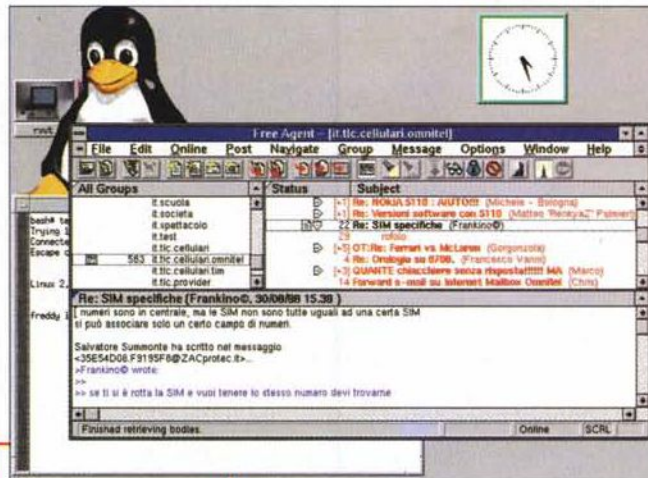 rxvt
Free Agent - [it.tlc.cellulari.omnitel]
File Edit Online Post Navigate Group Message Options Window Help
All Groups Status Subject
it.scuola
it.societa
it.spettacolo
it.test
it.tlc.cellulari
563 it.tlc.cellulari.omnitel
it.tlc.cellulari.tim
it.tlc.provider
[+1] Re: NOKIA 5110 : AIUTO!!! (Michele - Bologna)
[+1] Re: Versioni software con 5110 (Matteo
22 Re: SIM specifiche (Frankino©)
29 rofolo
[+5] OT:Re: Ferrari vs McLaren (Gorgonzola)
4 Re: Orologio su 8706. (Francesco Vanni)
[+3] QUANTE chiacchiere senza risposta!!!!!! MA (Marco)
14 Forward e-mail su Internet Mailbox Omnitel (Chris)
bash#
Trying
Connecte
Escape c
Linux 2.
freddy l
Re: SIM specifiche (Frankino©, 30/08/98 15.39 )
I numeri sono in centrale, ma le SIM non sono tutte uguali ad una certa SIM
si può associare solo un certo campo di numeri.
Salvatore Summonte ha scritto nel messaggio
<35E54D08.F9195F8@ZACprotec.it>...
>Frankino© wrote:
>>
>> se ti si è rotta la SIM e vuoi tenere lo stesso numero devi trovarne
Finished retrieving bodies. Online SCRL